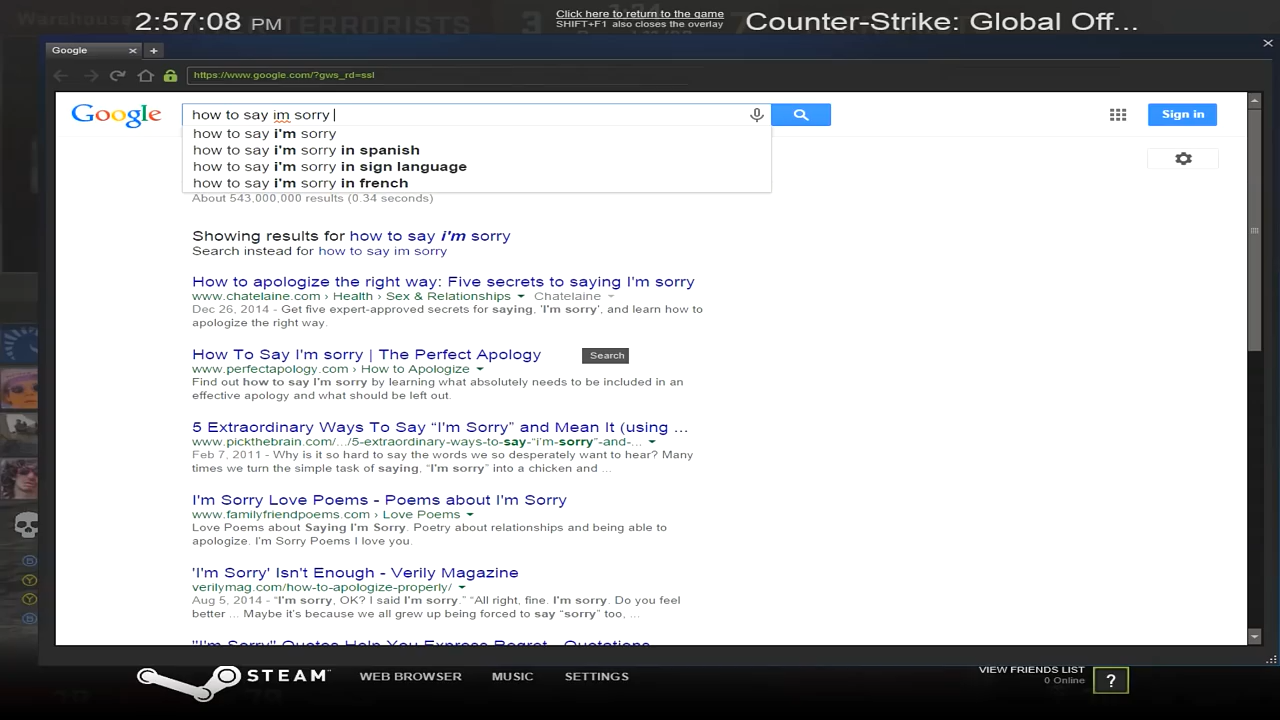 2:57:08 PM
Click here to return to the game
SHIFT+F1 also closes the overlay
Counter-Strike: Global Off...
Google
https://www.google.com/?gws_rd=ssl
Google
how to say im sorry
Sign in
how to say i'm sorry
how to say i'm sorry in spanish
how to say i'm sorry in sign language
how to say i'm sorry in french
About 543,000,000 results (0.34 seconds)
Showing results for how to say i'm sorry
Search instead for how to say im sorry
How to apologize the right way: Five secrets to saying I'm sorry
www.chatelaine.com › Health › Sex & Relationships ▼ Chatelaine ▼
Dec 26, 2014 - Get five expert-approved secrets for saying, 'I'm sorry', and learn how to
apologize the right way.
How To Say I'm sorry | The Perfect Apology
Search
www.perfectapology.com › How to Apologize ▼
Find out how to say I'm sorry by learning what absolutely needs to be included in an
effective apology and what should be left out.
5 Extraordinary Ways To Say “I'm Sorry” and Mean It (using ...
www.pickthebrain.com/.../5-extraordinary-ways-to-say-“i'm-sorry”-and-... ▼
Feb 7, 2011 - Why is it so hard to say the words we so desperately want to hear? Many
times we turn the simple task of saying, “I'm sorry” into a chicken and ...
I'm Sorry Love Poems - Poems about I'm Sorry
www.familyfriendpoems.com › Love Poems ▼
Love Poems about Saying I'm Sorry. Poetry about relationships and being able to
apologize. I'm Sorry Poems I love you.
'I'm Sorry' Isn't Enough - Verily Magazine
verilymag.com/how-to-apologize-properly/ ▼
Aug 5, 2014 - “I'm sorry, OK? I said I'm sorry.” “All right, fine. I'm sorry. Do you feel
better ... Maybe it's because we all grew up being forced to say “sorry” too, ...
"I'm Sorry" Quotes Help You Express Regret - Quotations
STEAM
WEB BROWSER
MUSIC
SETTINGS
VIEW FRIENDS LIST
0 Online
?